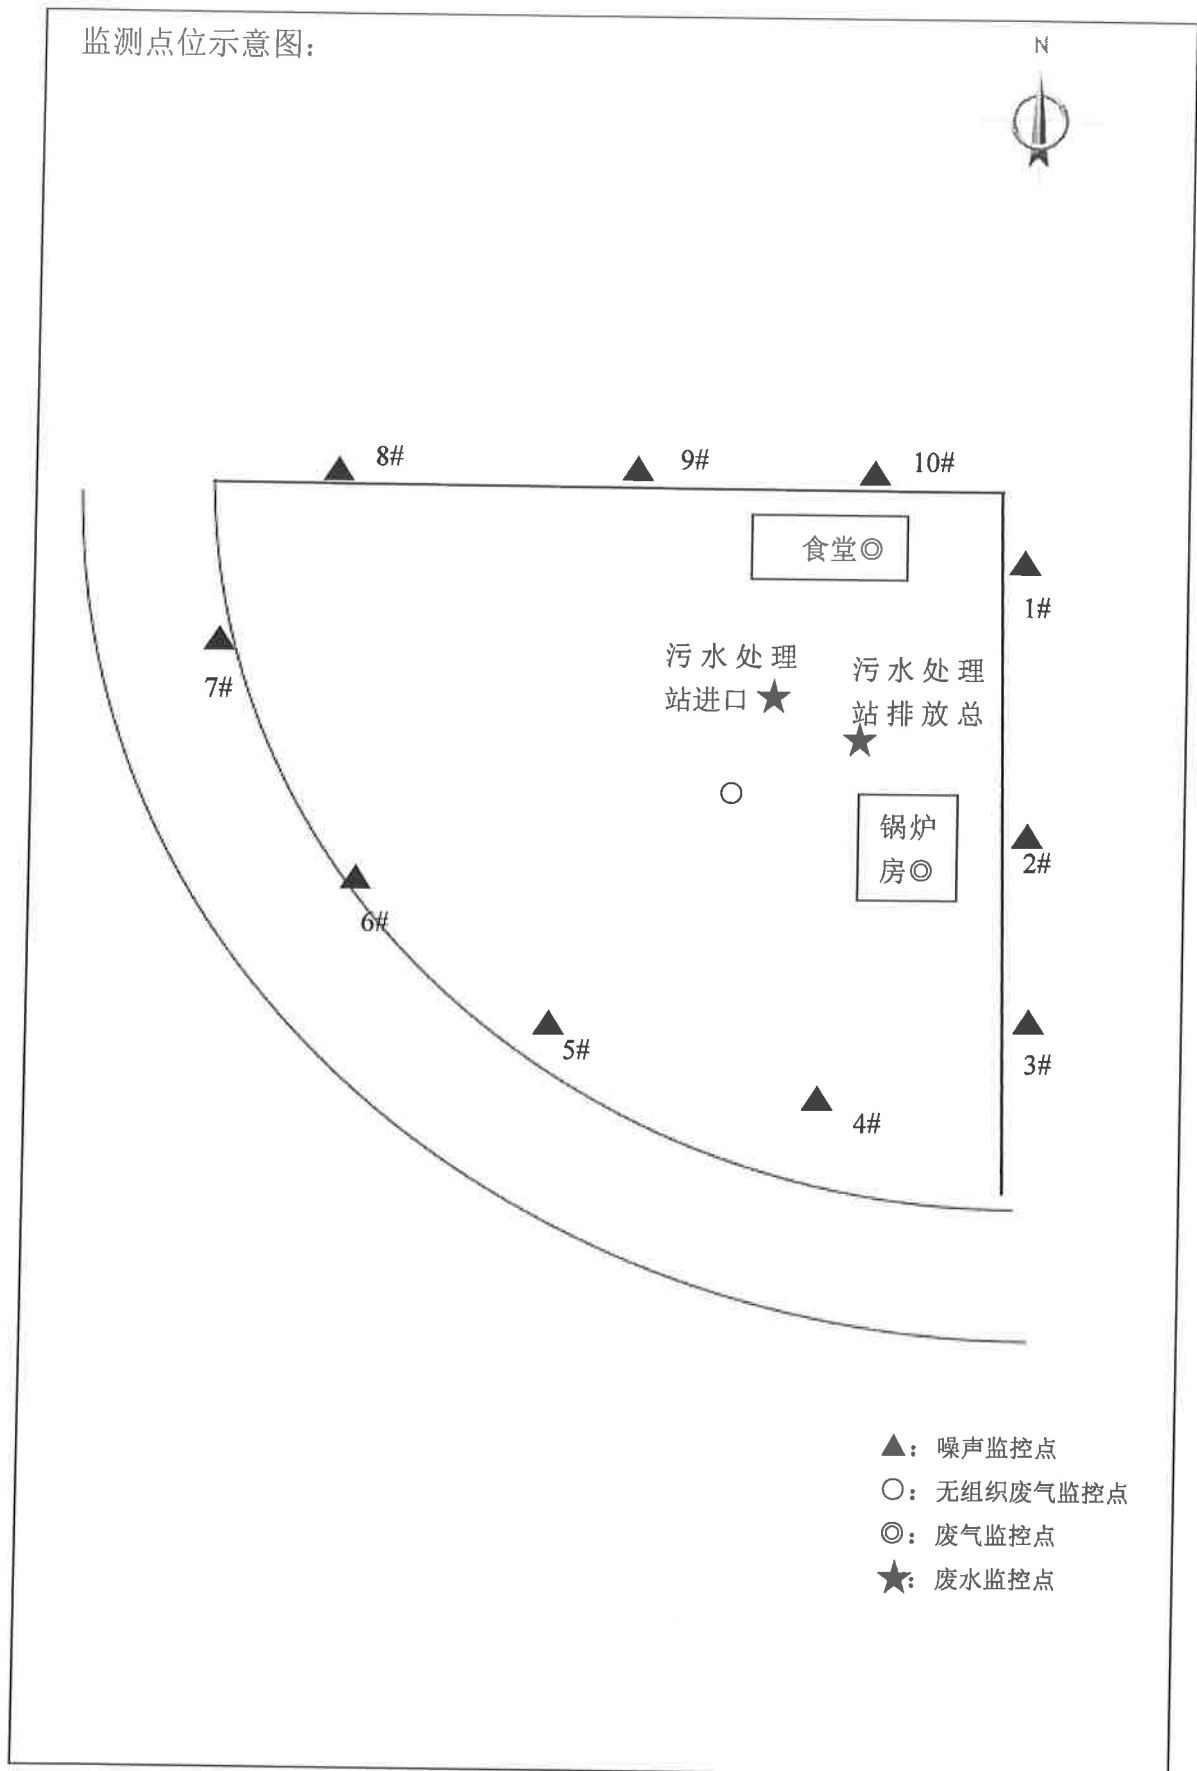 监测点位示意图：
N
8#
9#
10#
食堂◎
1#
污水处理
站进口★
污水处理
站排放总
★
7#
锅炉
房◎
2#
6#
5#
3#
4#
▲：噪声监控点
○：无组织废气监控点
◎：废气监控点
★：废水监控点